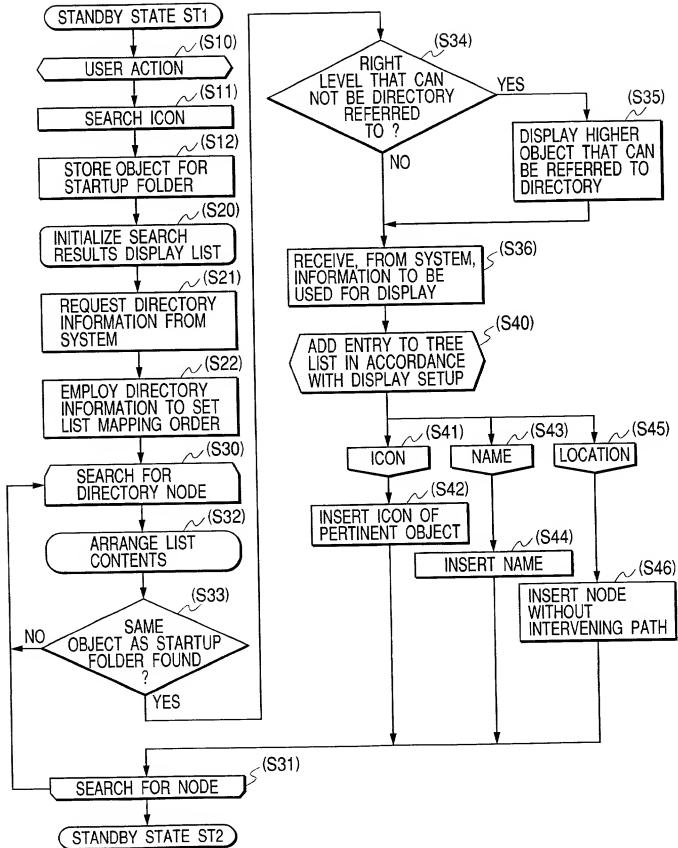 STANDBY STATE ST1
(S10)
USER ACTION
(S11)
SEARCH ICON
(S12)
STORE OBJECT FOR
STARTUP FOLDER
(S20)
INITIALIZE SEARCH
RESULTS DISPLAY LIST
(S21)
REQUEST DIRECTORY
INFORMATION FROM
SYSTEM
(S22)
EMPLOY DIRECTORY
INFORMATION TO SET
LIST MAPPING ORDER
(S30)
SEARCH FOR
DIRECTORY NODE
(S32)
ARRANGE LIST
CONTENTS
(S33)
SAME
OBJECT AS STARTUP
FOLDER FOUND
?
NO
YES
(S34)
RIGHT
LEVEL THAT CAN
NOT BE DIRECTORY
REFERRED
TO ?
YES
NO
(S35)
DISPLAY HIGHER
OBJECT THAT CAN
BE REFERRED TO
DIRECTORY
(S36)
RECEIVE, FROM SYSTEM,
INFORMATION TO BE
USED FOR DISPLAY
(S40)
ADD ENTRY TO TREE
LIST IN ACCORDANCE
WITH DISPLAY SETUP
(S41)
ICON
(S43)
NAME
(S45)
LOCATION
(S42)
INSERT ICON OF
PERTINENT OBJECT
(S44)
INSERT NAME
(S46)
INSERT NODE
WITHOUT
INTERVENING PATH
(S31)
SEARCH FOR NODE
STANDBY STATE ST2